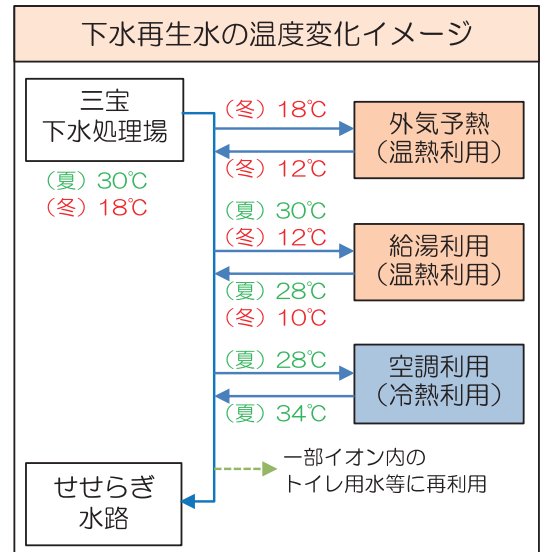 下水再生水の温度変化イメージ
三宝
下水処理場
(夏) 30℃
(冬) 18℃
(冬) 18℃
外気予熱
(温熱利用)
(冬) 12℃
(夏) 30℃
(冬) 12℃
給湯利用
(温熱利用)
(夏) 28℃
(冬) 10℃
(夏) 28℃
空調利用
(冷熱利用)
(夏) 34℃
一部イオン内の
トイレ用水等に再利用
せせらぎ
水路